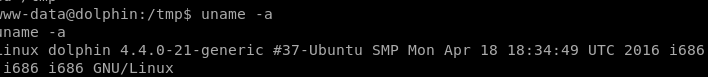 www-data@dolphin:/tmp$ uname -a
uname -a
Linux dolphin 4.4.0-21-generic #37-Ubuntu SMP Mon Apr 18 18:34:49 UTC 2016 i686
i686 i686 GNU/Linux